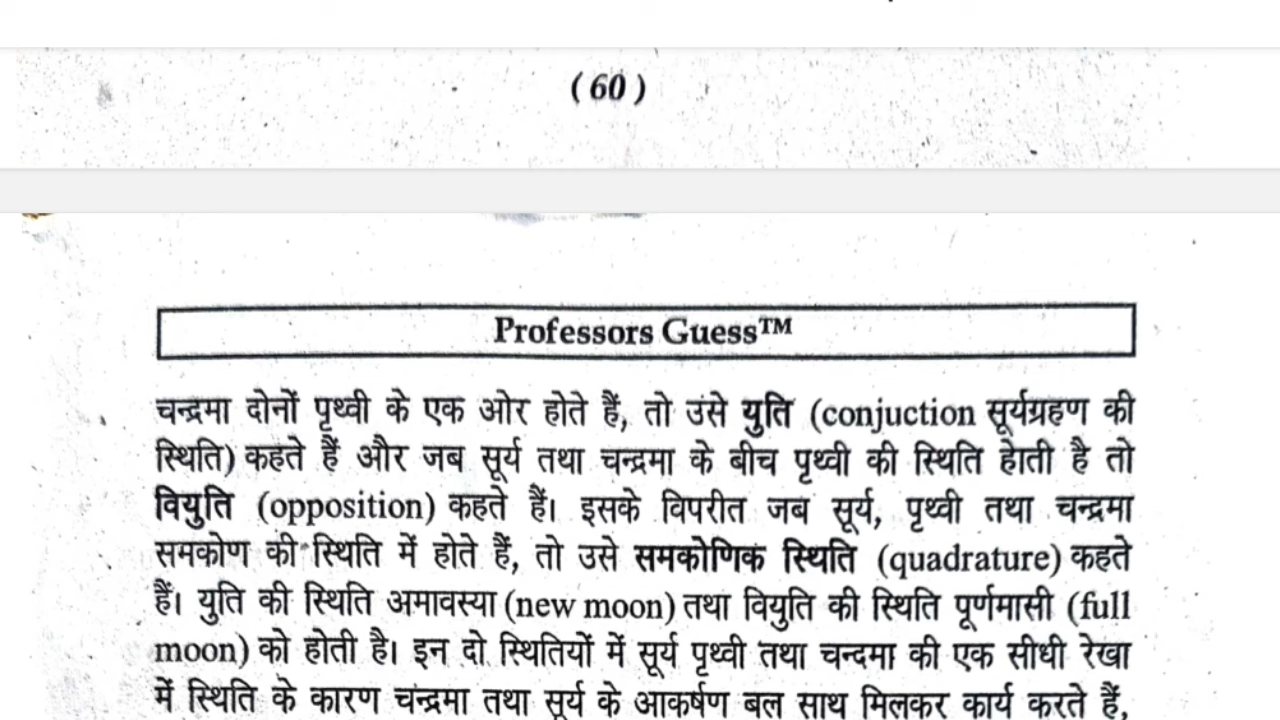 ( 60 )
Professors Guess™
चन्द्रमा दोनों पृथ्वी के एक ओर होते हैं, तो उसे युति (conjuction सूर्यग्रहण की
स्थिति) कहते हैं और जब सूर्य तथा चन्द्रमा के बीच पृथ्वी की स्थिति हेाती है तो
वियुति (opposition) कहते हैं। इसके विपरीत जब सूर्य, पृथ्वी तथा चन्द्रमा
समकोण की स्थिति में होते हैं, तो उसे समकोणिक स्थिति (quadrature) कहते
हैं। युति की स्थिति अमावस्या (new moon) तथा वियुति की स्थिति पूर्णमासी (full
moon) को होती है। इन दो स्थितियों में सूर्य पृथ्वी तथा चन्दमा की एक सीधी रेखा
में स्थिति के कारण चन्द्रमा तथा सूर्य के आकर्षण बल साथ मिलकर कार्य करते हैं,